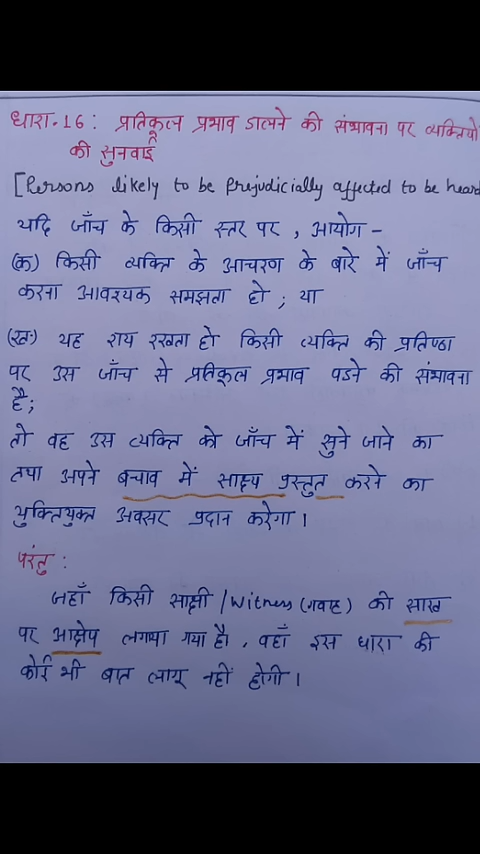 धारा-16 : प्रतिकूल प्रभाव डालने की संभावना पर व्यक्तियों
की सुनवाई
[Persons likely to be prejudicially affected to be heard
यदि जाँच के किसी स्तर पर , आयोग -
(क) किसी व्यक्ति के आचरण के बारे में जाँच
करना आवश्यक समझता हो ; या
(ख) यह राय रखता हो किसी व्यक्ति की प्रतिष्ठा
पर उस जाँच से प्रतिकूल प्रभाव पडने की संभावना
है;
तो वह उस व्यक्ति को जाँच में सुने जाने का
तथा अपने बचाव में साक्ष्य प्रस्तुत करने का
युक्तियुक्त अवसर प्रदान करेगा ।
परंतु :
जहाँ किसी साक्षी /Witness (गवाह) की साख
पर आक्षेप लगाया गया है। , वहाँ इस धारा की
कोई भी बात लागू नहीं होगी ।